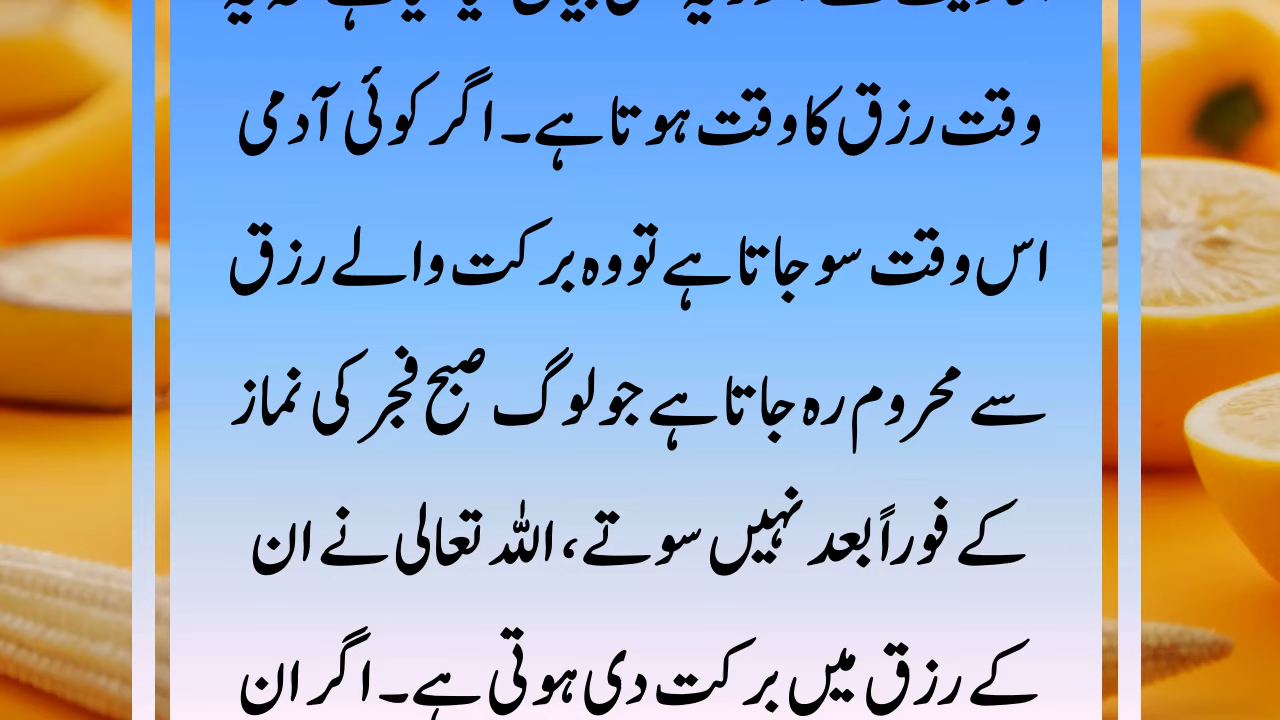 وقت رزق کا وقت ہوتا ہے۔ اگر کوئی آدمی
اس وقت سو جاتا ہے تو وہ برکت والے رزق
سے محروم رہ جاتا ہے جو لوگ صبح فجر کی نماز
کے فوراً بعد نہیں سوتے، اللہ تعالی نے ان
کے رزق میں برکت دی ہوتی ہے۔ اگر ان